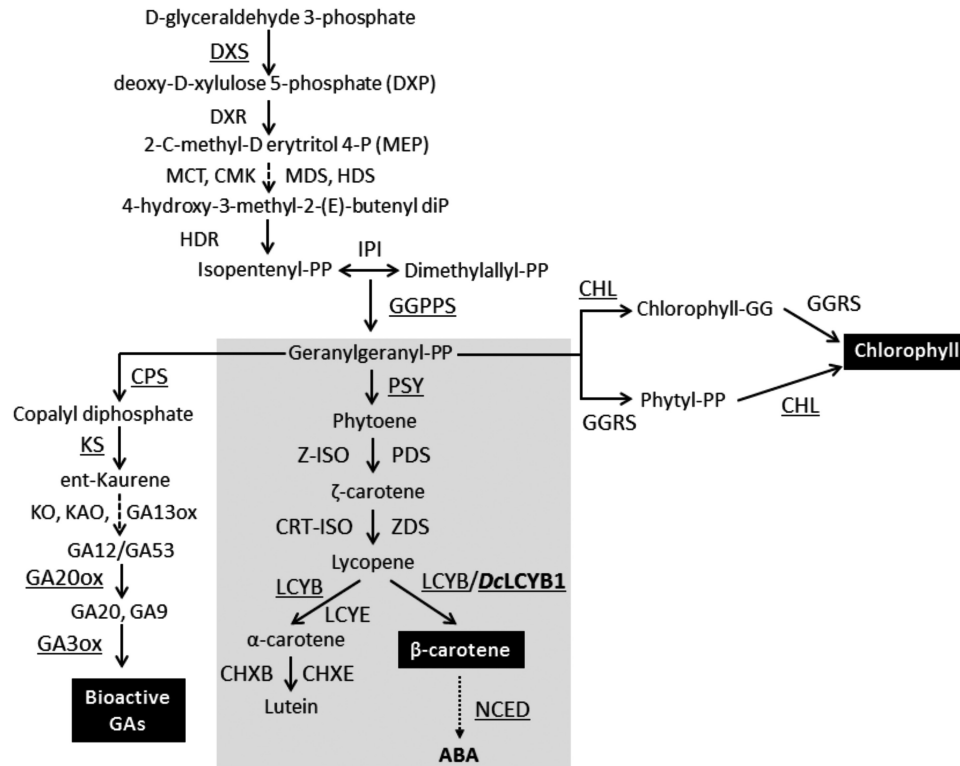 D-glyceraldehyde 3-phosphate
DXS
deoxy-D-xylulose 5-phosphate (DXP)
DXR
2-C-methyl-D erytritol 4-P (MEP)
MCT, CMK MDS, HDS
4-hydroxy-3-methyl-2-(E)-butenyl diP
HDR
IPI
Isopentenyl-PP Dimethylallyl-PP
GGPPS
CHL
Chlorophyll-GG
GGRS
Chlorophyll
Phytyl-PP
GGRS
CHL
Geranylgeranyl-PP
CPS
Copalyl diphosphate
KS
ent-Kaurene
KO, KAO, GA13ox
GA12/GA53
GA20ox
GA20, GA9
GA3ox
Bioactive
GAs
PSY
Phytoene
Z-ISO PDS
ζ-carotene
CRT-ISO ZDS
Lycopene
LCYB
LCYE
α-carotene
CHXB CHXE
Lutein
LCYB/DcLCYB1
β-carotene
NCED
ABA